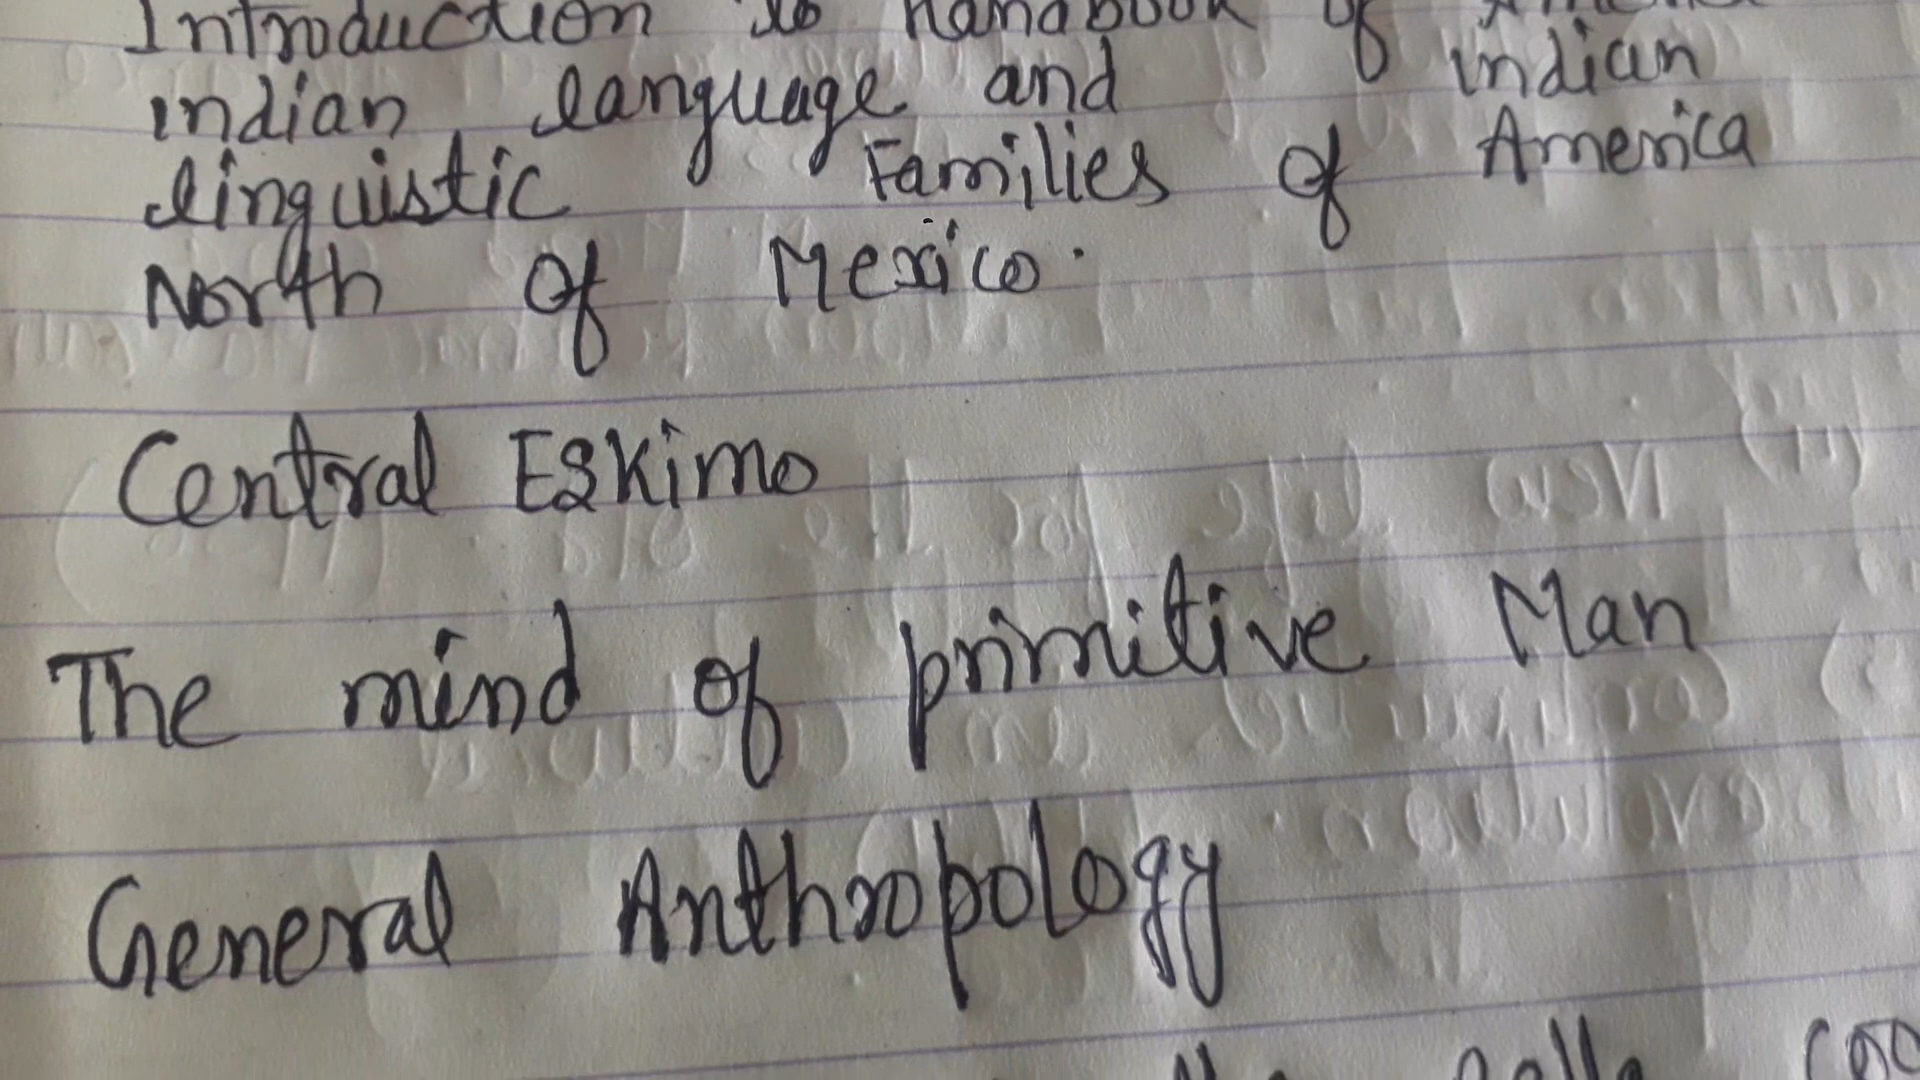 Introduction to handbook of
indian language and indian
linguistic Families of America
North of Mexico.
Central Eskimo
The mind of primitive Man
General Anthropology